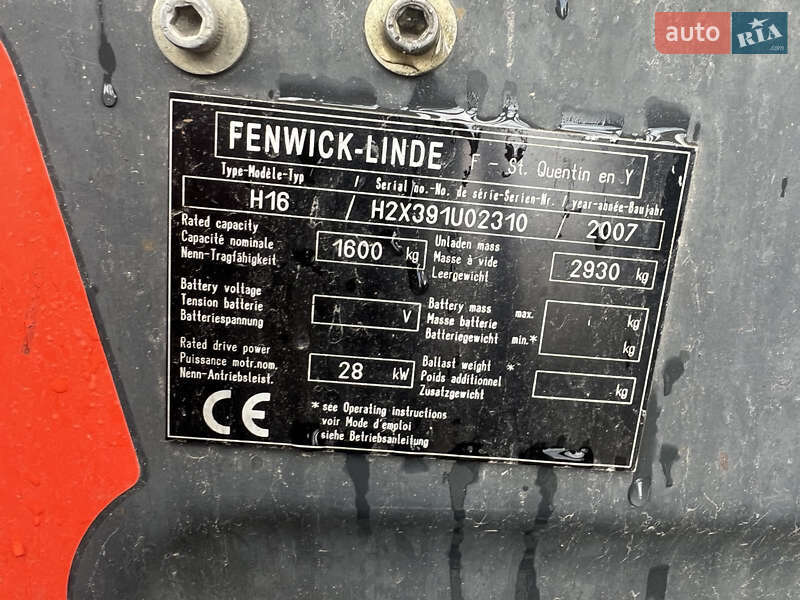 auto RIA .com
FENWICK-LINDE F - St. Quentin en Y
Type-Modèle-Typ / Serial no.-No. de série-Serien-Nr. / year-année-Baujahr
H16 / H2X391U02310 / 2007
Rated capacity
Capacité nominale
Nenn-Tragfähigkeit
1600 kg
Unladen mass
Masse à vide
Leergewicht
2930 kg
Battery voltage
Tension batterie
Batteriespannung
V
Battery mass max.
Masse batterie
Batteriegewicht min.*
kg
kg
Rated drive power
Puissance motr.nom.
Nenn-Antriebsleist.
28 kW
Ballast weight *
Poids additionnel
Zusatzgewicht
kg
CE
* see Operating instructions
voir Mode d'emploi
siehe Betriebsanleitung